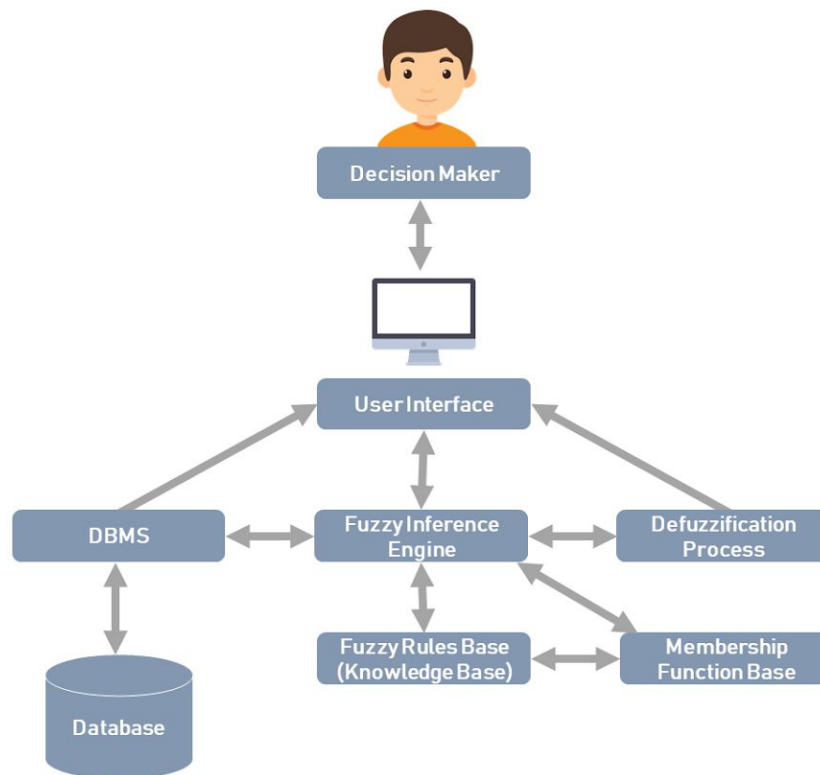 Decision Maker
User Interface
DBMS
Fuzzy Inference
Engine
Defuzzification
Process
Fuzzy Rules Base
(Knowledge Base)
Membership
Function Base
Database